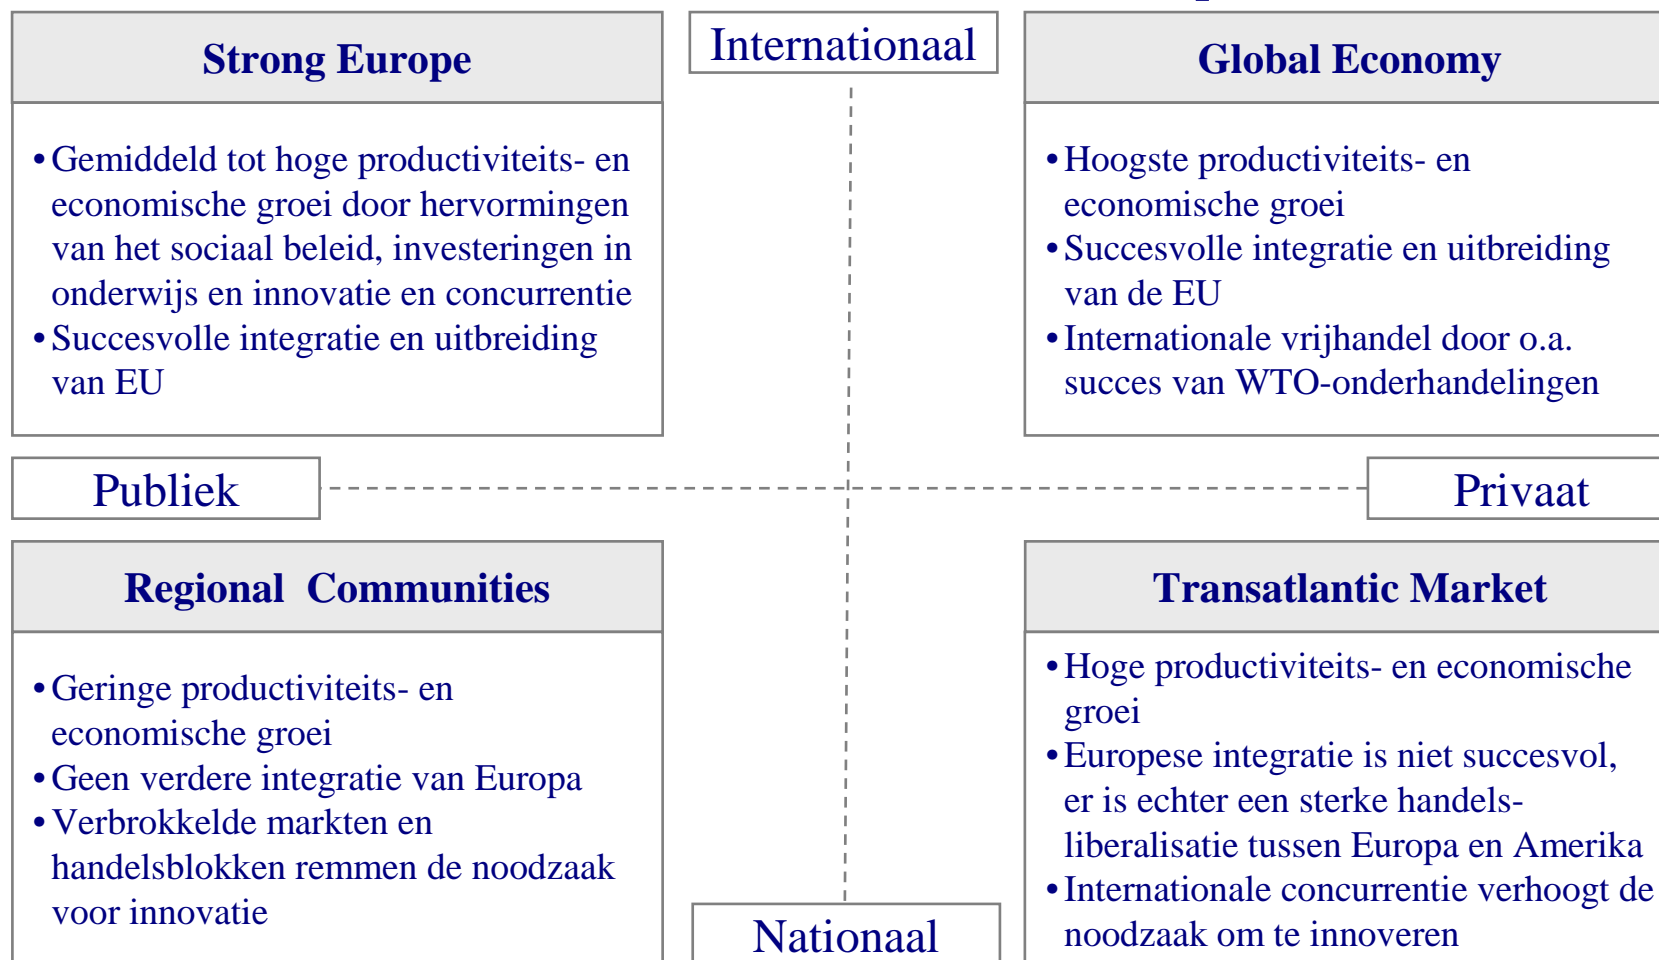 Internationaal
Strong Europe
• Gemiddeld tot hoge productiviteits- en
economische groei door hervormingen
van het sociaal beleid, investeringen in
onderwijs en innovatie en concurrentie
• Succesvolle integratie en uitbreiding
van EU
Global Economy
• Hoogste productiviteits- en
economische groei
• Succesvolle integratie en uitbreiding
van de EU
• Internationale vrijhandel door o.a.
succes van WTO-onderhandelingen
Publiek
Privaat
Regional Communities
• Geringe productiviteits- en
economische groei
• Geen verdere integratie van Europa
• Verbrokkelde markten en
handelsblokken remmen de noodzaak
voor innovatie
Transatlantic Market
• Hoge productiviteits- en economische
groei
• Europese integratie is niet succesvol,
er is echter een sterke handels-
liberalisatie tussen Europa en Amerika
• Internationale concurrentie verhoogt de
noodzaak om te innoveren
Nationaal